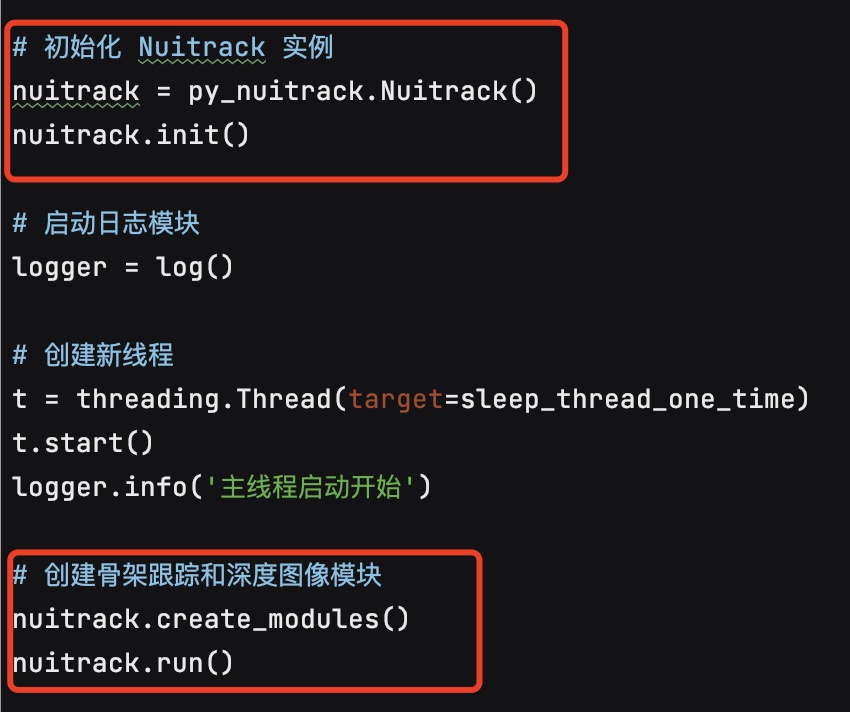 # 初始化 Nuitrack 实例
nuitrack = py_nuitrack.Nuitrack()
nuitrack.init()
# 启动日志模块
logger = log()
# 创建新线程
t = threading.Thread(target=sleep_thread_one_time)
t.start()
logger.info('主线程启动开始')
# 创建骨架跟踪和深度图像模块
nuitrack.create_modules()
nuitrack.run()